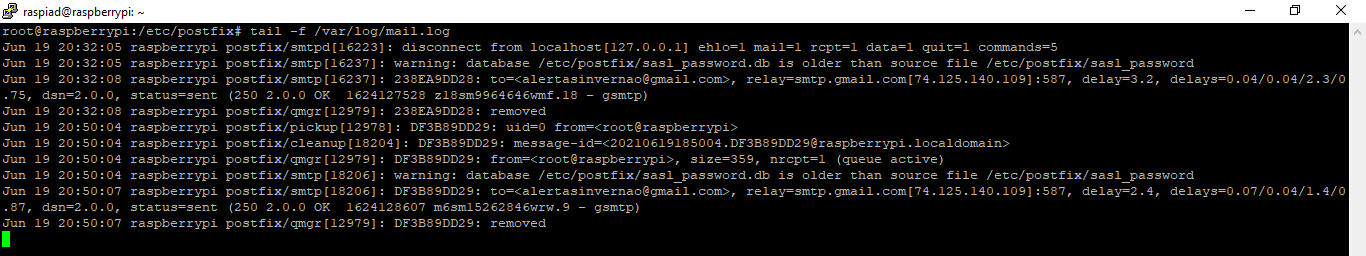 raspiad@raspberrypi: ~
root@raspberrypi:/etc/postfix# tail -f /var/log/mail.log
Jun 19 20:32:05 raspberrypi postfix/smtpd[16223]: disconnect from localhost[127.0.0.1] ehlo=1 mail=1 rcpt=1 data=1 quit=1 commands=5
Jun 19 20:32:05 raspberrypi postfix/smtp[16237]: warning: database /etc/postfix/sasl_password.db is older than source file /etc/postfix/sasl_password
Jun 19 20:32:08 raspberrypi postfix/smtp[16237]: 238EA9DD28: to=<alertasinvernao@gmail.com>, relay=smtp.gmail.com[74.125.140.109]:587, delay=3.2, delays=0.04/0.04/2.3/0
.75, dsn=2.0.0, status=sent (250 2.0.0 OK  1624127528 z18sm9964646wmf.18 - gsmtp)
Jun 19 20:32:08 raspberrypi postfix/qmgr[12979]: 238EA9DD28: removed
Jun 19 20:50:04 raspberrypi postfix/pickup[12978]: DF3B89DD29: uid=0 from=<root@raspberrypi>
Jun 19 20:50:04 raspberrypi postfix/cleanup[18204]: DF3B89DD29: message-id=<20210619185004.DF3B89DD29@raspberrypi.localdomain>
Jun 19 20:50:04 raspberrypi postfix/qmgr[12979]: DF3B89DD29: from=<root@raspberrypi>, size=359, nrcpt=1 (queue active)
Jun 19 20:50:04 raspberrypi postfix/smtp[18206]: warning: database /etc/postfix/sasl_password.db is older than source file /etc/postfix/sasl_password
Jun 19 20:50:07 raspberrypi postfix/smtp[18206]: DF3B89DD29: to=<alertasinvernao@gmail.com>, relay=smtp.gmail.com[74.125.140.109]:587, delay=2.4, delays=0.07/0.04/1.4/0
.87, dsn=2.0.0, status=sent (250 2.0.0 OK  1624128607 m6sm15262846wrw.9 - gsmtp)
Jun 19 20:50:07 raspberrypi postfix/qmgr[12979]: DF3B89DD29: removed